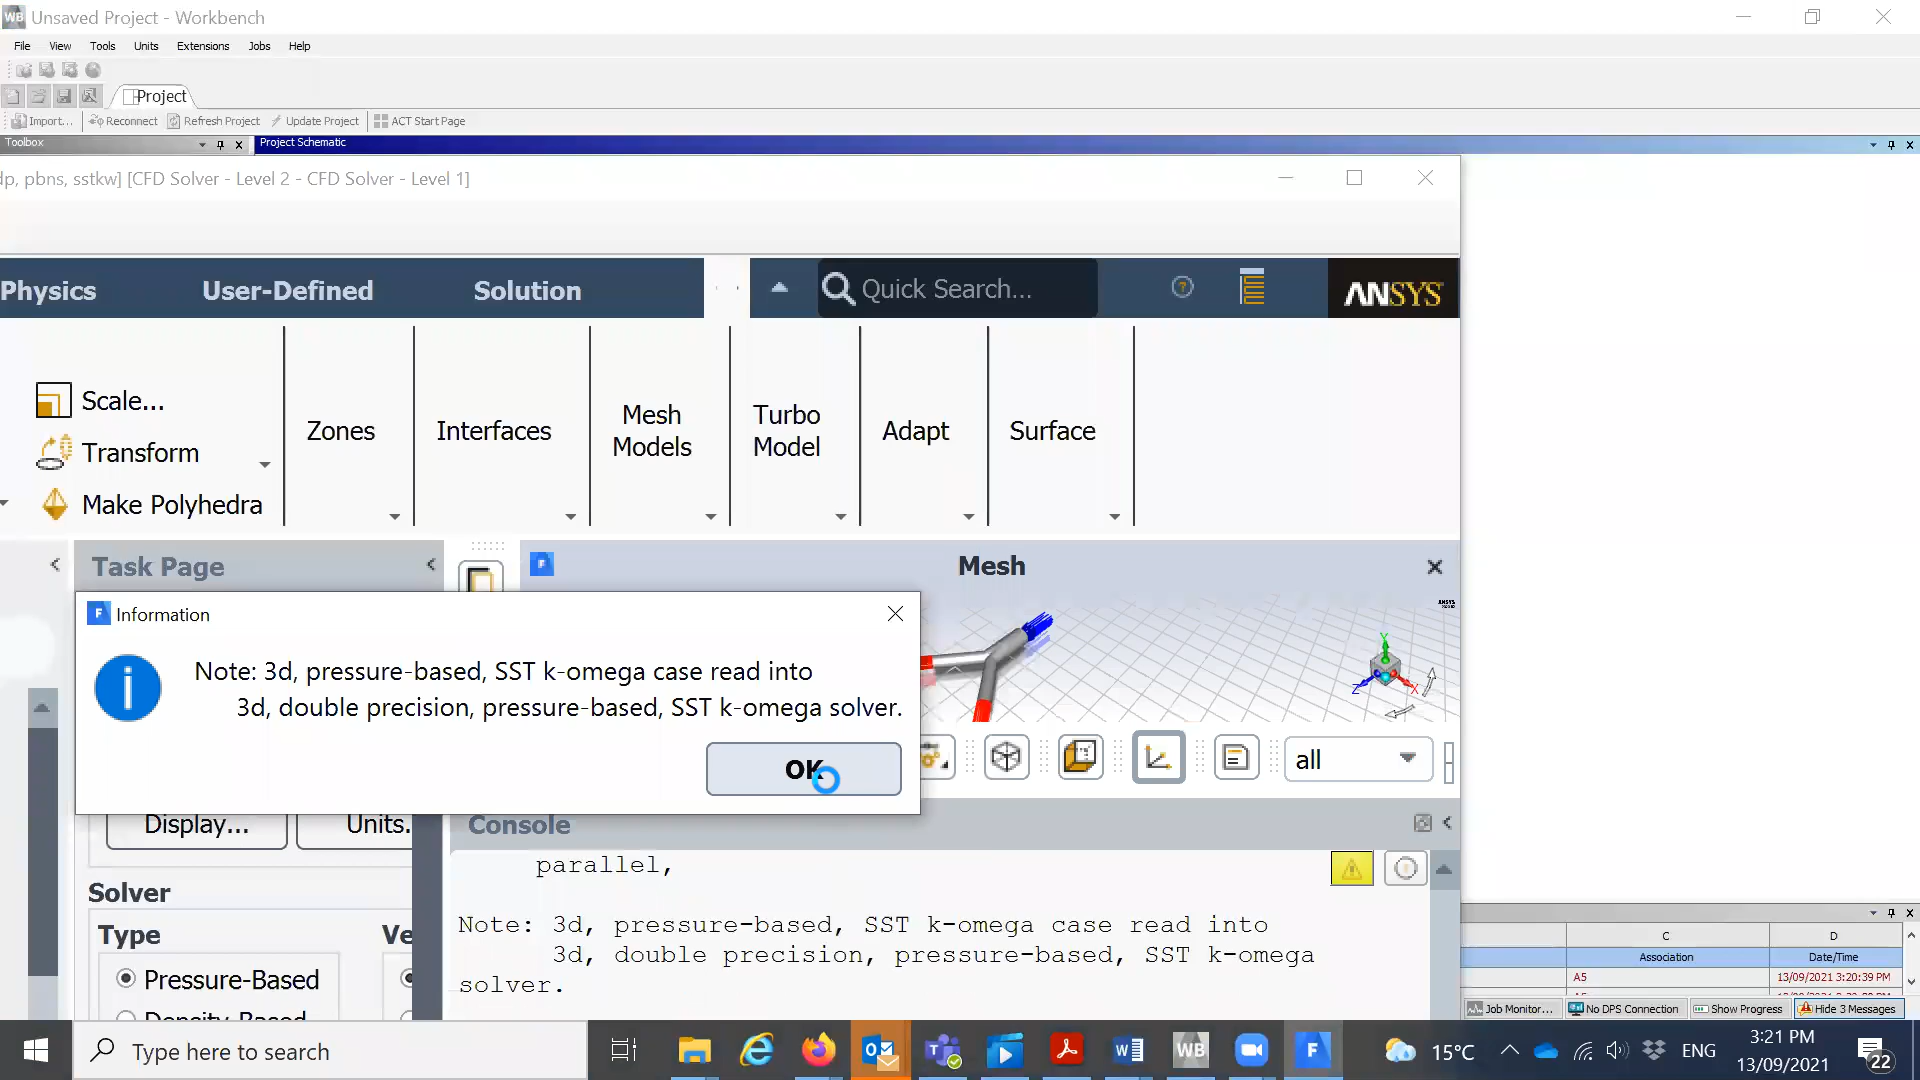 WB Unsaved Project - Workbench
File View Tools Units Extensions Jobs Help
Project
Import... Reconnect Refresh Project Update Project ACT Start Page
Toolbox Project Schematic
dp, pbns, sstkw] [CFD Solver - Level 2 - CFD Solver - Level 1]
Physics User-Defined Solution Quick Search... ? ANSYS
Scale...
Transform
Make Polyhedra
Zones
Interfaces
Mesh
Models
Turbo
Model
Adapt
Surface
Task Page
F Mesh
ANSYS
F Information
Note: 3d, pressure-based, SST k-omega case read into
3d, double precision, pressure-based, SST k-omega solver.
OK
Y
Z X
all
Display... Units.
Console
parallel,
Note: 3d, pressure-based, SST k-omega case read into
3d, double precision, pressure-based, SST k-omega
solver.
Solver
Type Ve
Pressure-Based
Density-Based
C D
Association Date/Time
A5 13/09/2021 3:20:39 PM
Job Monitor... No DPS Connection Show Progress Hide 3 Messages
Type here to search
WB
F
15°C
ENG
3:21 PM
13/09/2021
22